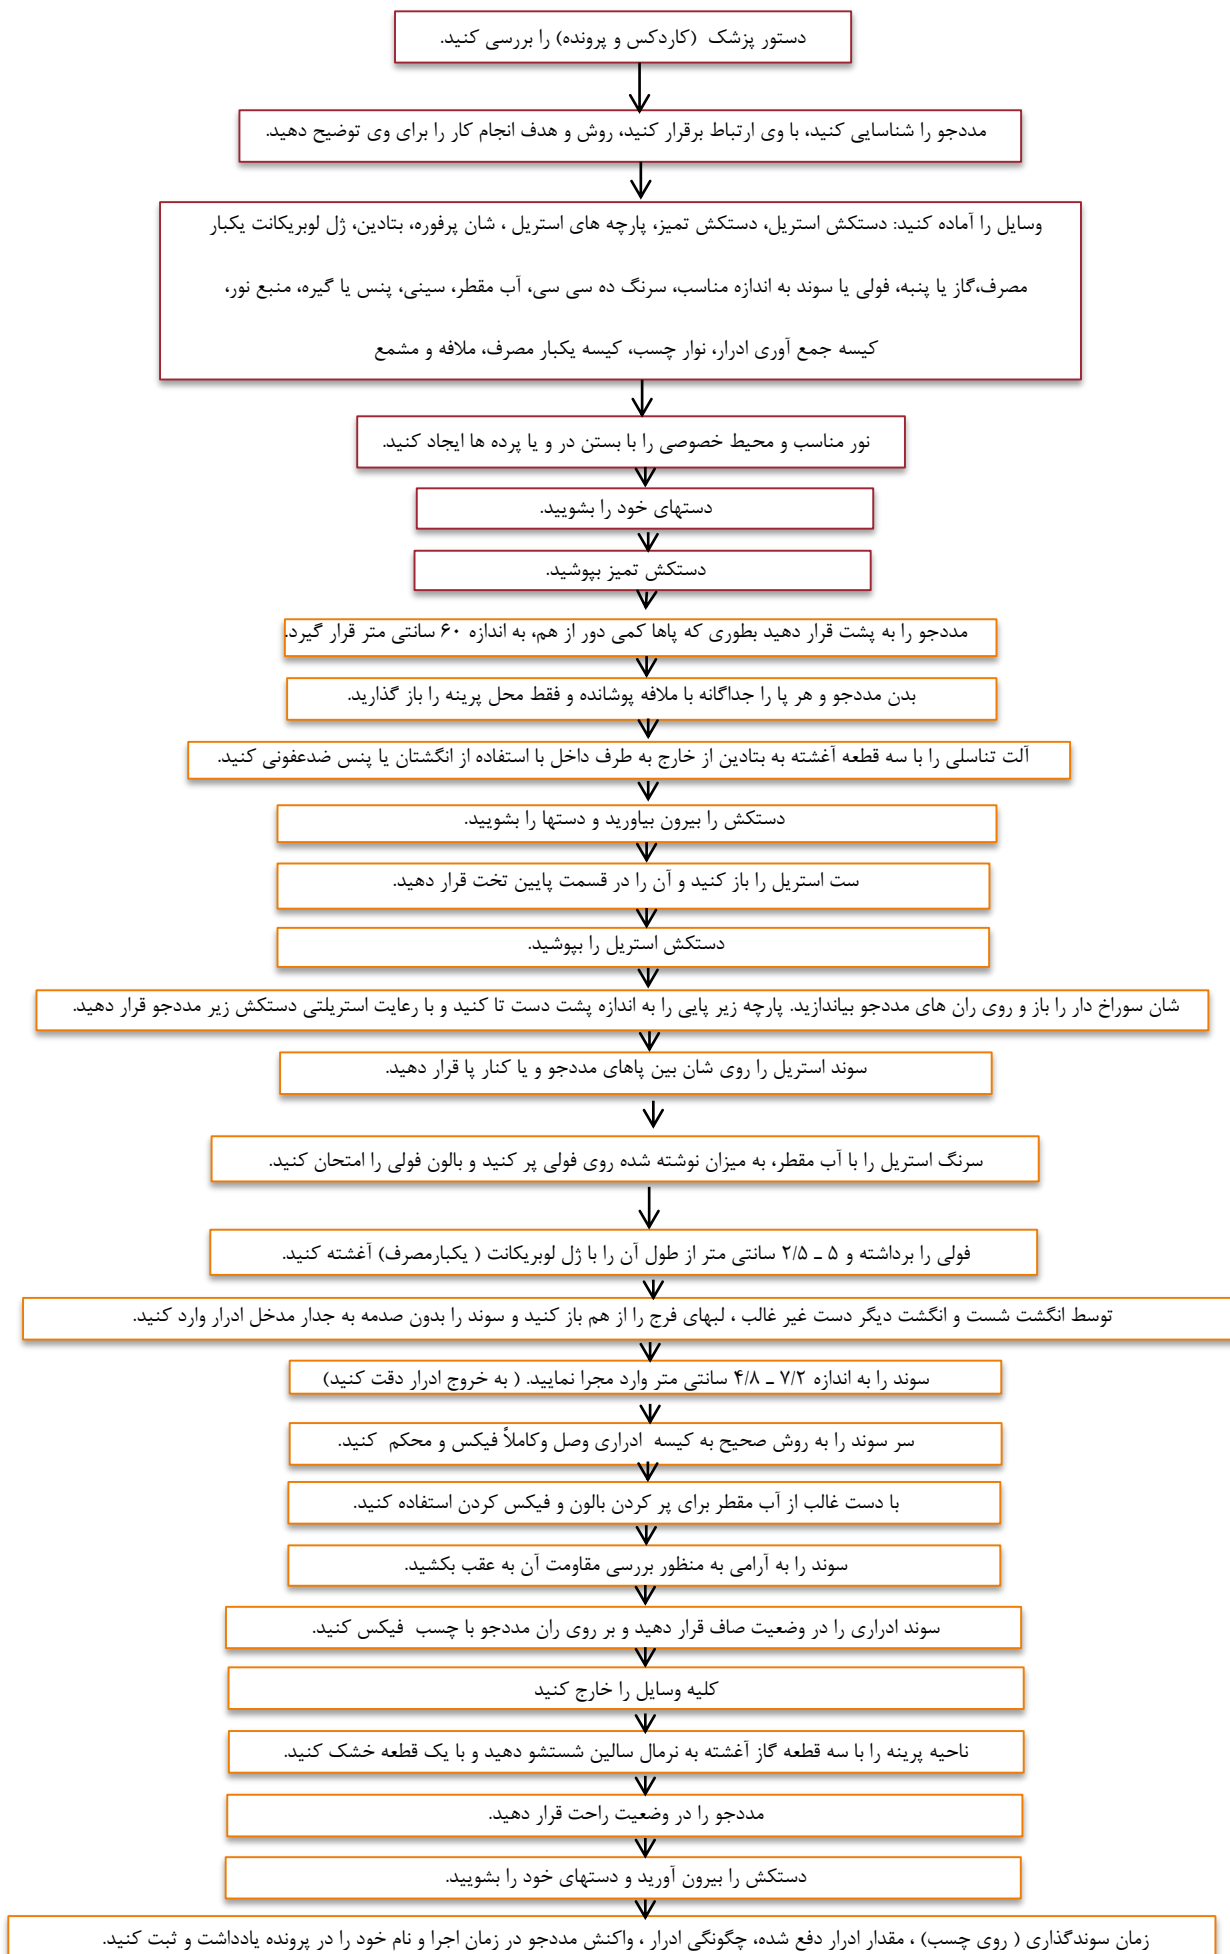 دستور پزشک (کاردکس و پرونده) را بررسی کنید.
مددجو را شناسایی کنید، با وی ارتباط برقرار کنید، روش و هدف انجام کار را برای وی توضیح دهید.
وسایل را آماده کنید: دستکش استریل، دستکش تمیز، پارچه های استریل ، شان پرفوره، بتادین، ژل لوبریکانت یکبار
مصرف،گاز یا پنبه، فولی یا سوند به اندازه مناسب، سرنگ ده سی سی، آب مقطر، سینی، پنس یا گیره، منبع نور،
کیسه جمع آوری ادرار، نوار چسب، کیسه یکبار مصرف، ملافه و مشمع
نور مناسب و محیط خصوصی را با بستن در و یا پرده ها ایجاد کنید.
دستهای خود را بشویید.
دستکش تمیز بپوشید.
مددجو را به پشت قرار دهید بطوری که پاها کمی دور از هم، به اندازه ۶۰ سانتی متر قرار گیرد.
بدن مددجو و هر پا را جداگانه با ملافه پوشانده و فقط محل پرینه را باز گذارید.
آلت تناسلی را با سه قطعه آغشته به بتادین از خارج به طرف داخل با استفاده از انگشتان یا پنس ضدعفونی کنید.
دستکش را بیرون بیاورید و دستها را بشویید.
ست استریل را باز کنید و آن را در قسمت پایین تخت قرار دهید.
دستکش استریل را بپوشید.
شان سوراخ دار را باز و روی ران های مددجو بیاندازید. پارچه زیر پایی را به اندازه پشت دست تا کنید و با رعایت استریلتی دستکش زیر مددجو قرار دهید.
سوند استریل را روی شان بین پاهای مددجو و یا کنار پا قرار دهید.
سرنگ استریل را با آب مقطر، به میزان نوشته شده روی فولی پر کنید و بالون فولی را امتحان کنید.
فولی را برداشته و ۵ ـ ۲/۵ سانتی متر از طول آن را با ژل لوبریکانت ( یکبارمصرف) آغشته کنید.
توسط انگشت شست و انگشت دیگر دست غیر غالب ، لبهای فرج را از هم باز کنید و سوند را بدون صدمه به جدار مدخل ادرار وارد کنید.
سوند را به اندازه ۷/۲ ـ ۴/۸ سانتی متر وارد مجرا نمایید. ( به خروج ادرار دقت کنید)
سر سوند را به روش صحیح به کیسه ادراری وصل وکاملاً فیکس و محکم کنید.
با دست غالب از آب مقطر برای پر کردن بالون و فیکس کردن استفاده کنید.
سوند را به آرامی به منظور بررسی مقاومت آن به عقب بکشید.
سوند ادراری را در وضعیت صاف قرار دهید و بر روی ران مددجو با چسب فیکس کنید.
کلیه وسایل را خارج کنید
ناحیه پرینه را با سه قطعه گاز آغشته به نرمال سالین شستشو دهید و با یک قطعه خشک کنید.
مددجو را در وضعیت راحت قرار دهید.
دستکش را بیرون آورید و دستهای خود را بشویید.
زمان سوندگذاری ( روی چسب) ، مقدار ادرار دفع شده، چگونگی ادرار ، واکنش مددجو در زمان اجرا و نام خود را در پرونده یادداشت و ثبت کنید.